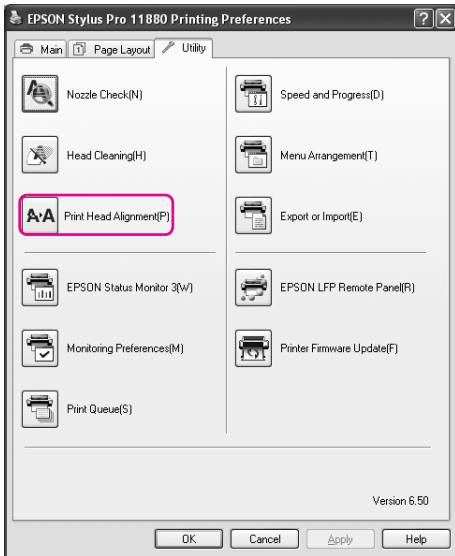 EPSON Stylus Pro 11880 Printing Preferences
Main
Page Layout
Utility
Nozzle Check(N)
Speed and Progress(D)
Head Cleaning(H)
Menu Arrangement(T)
A▸A Print Head Alignment(P)
Export or Import(E)
EPSON Status Monitor 3(W)
EPSON LFP Remote Panel(R)
Monitoring Preferences(M)
Printer Firmware Update(F)
Print Queue(S)
Version 6.50
OK
Cancel
Apply
Help